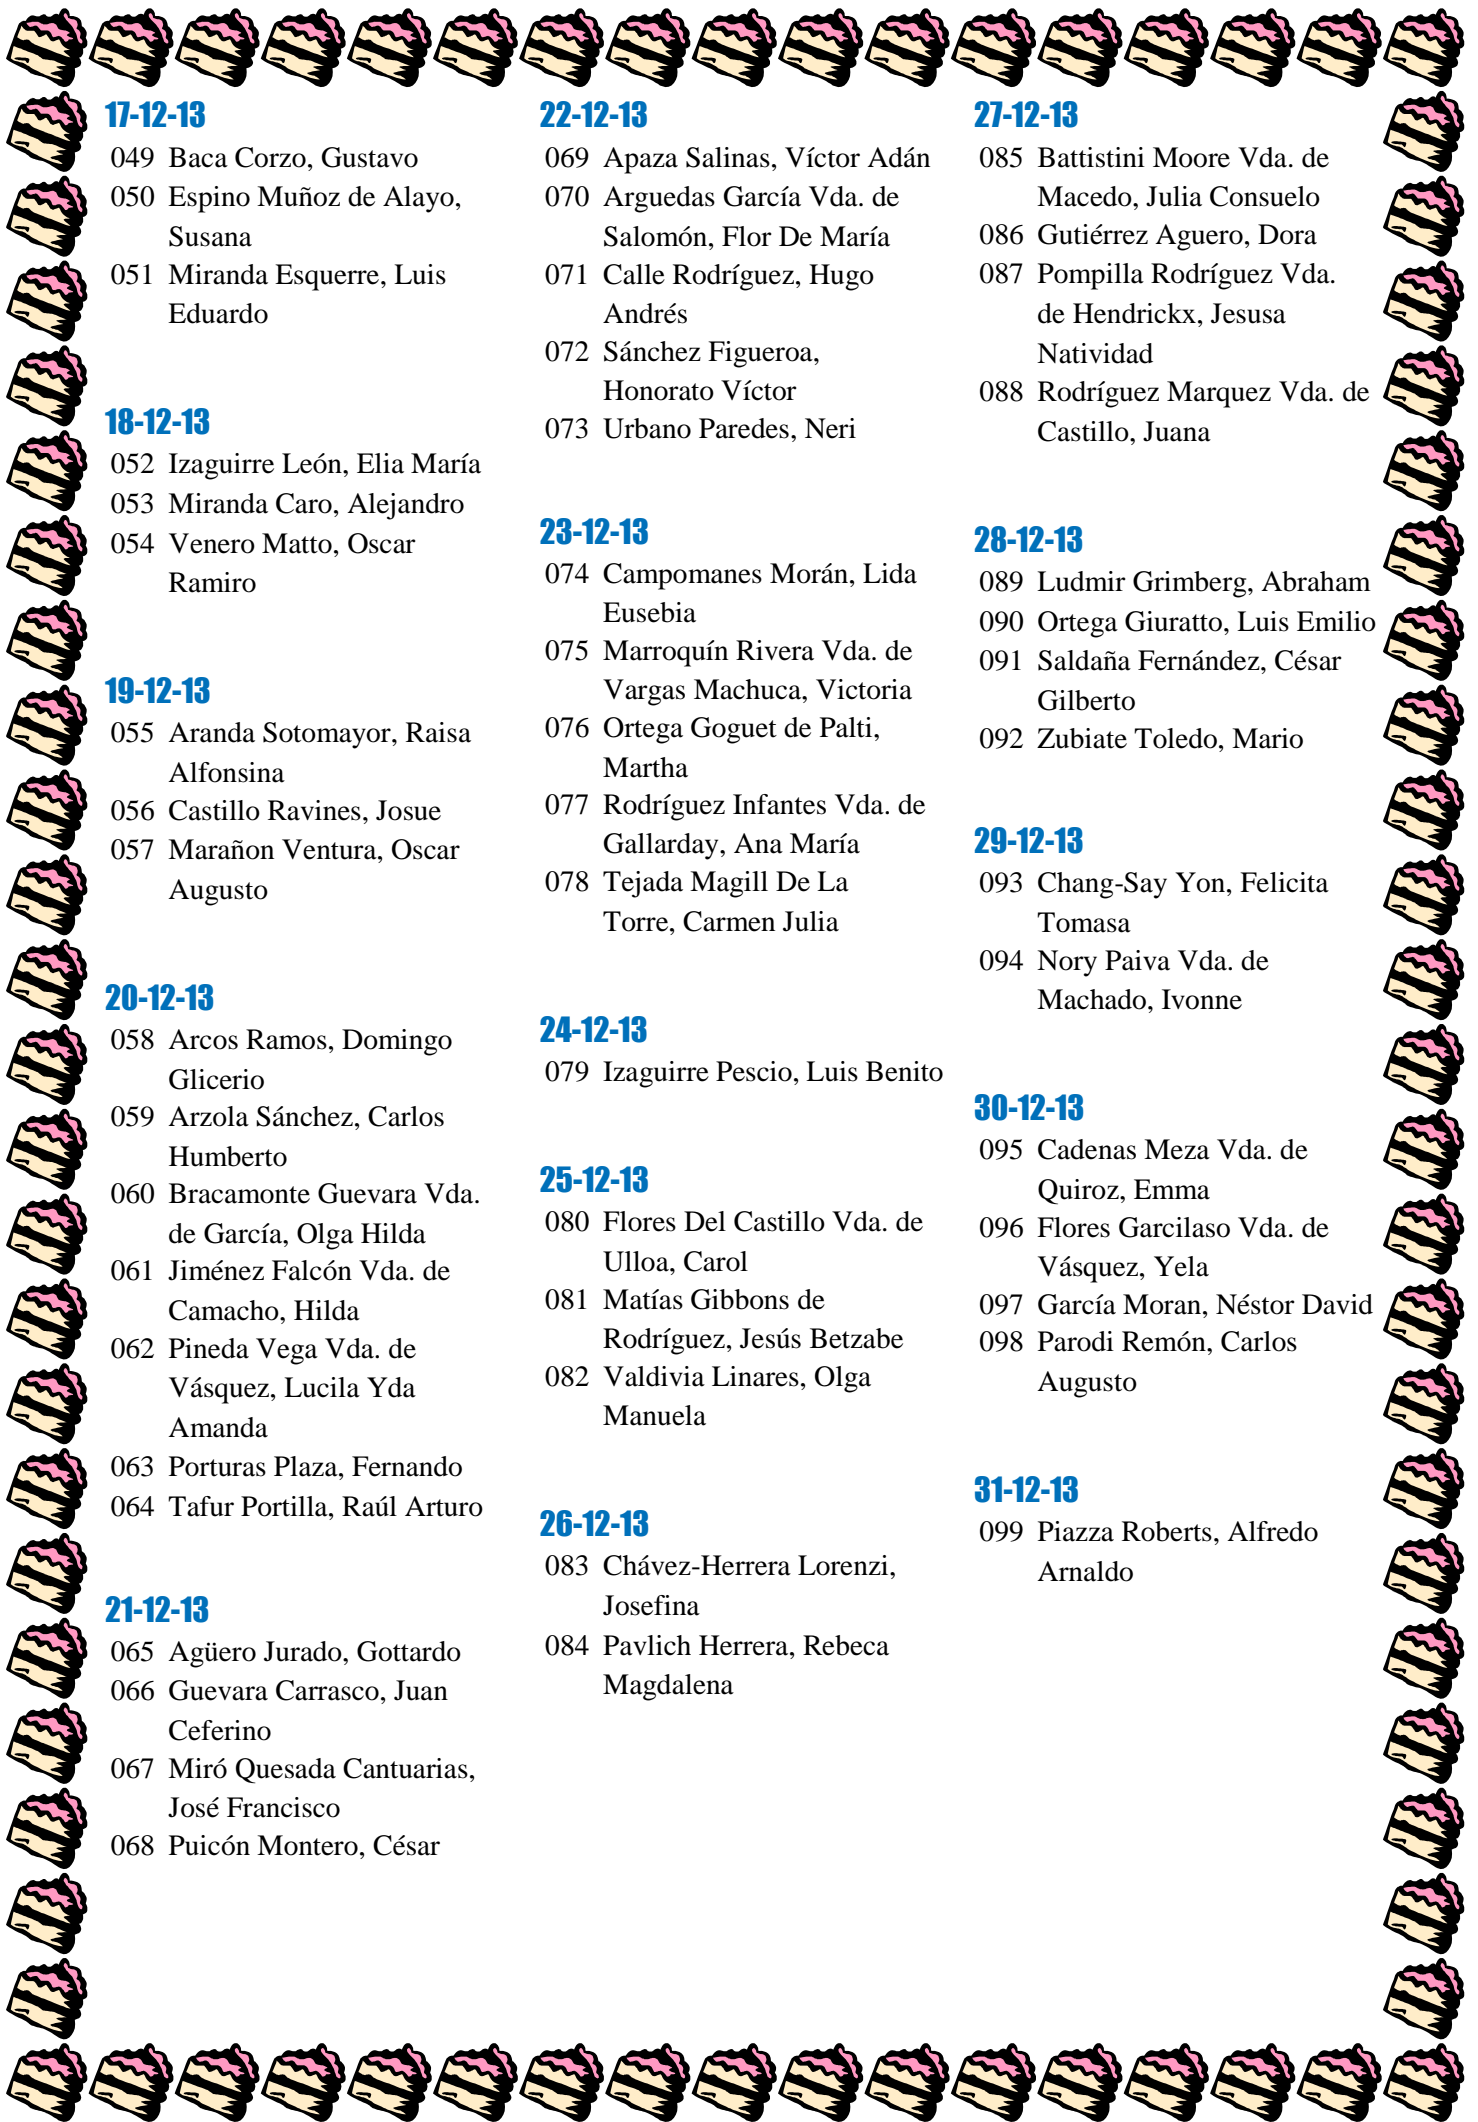 17-12-13
049 Baca Corzo, Gustavo
050 Espino Muñoz de Alayo,
Susana
051 Miranda Esquerre, Luis
Eduardo
18-12-13
052 Izaguirre León, Elia María
053 Miranda Caro, Alejandro
054 Venero Matto, Oscar
Ramiro
19-12-13
055 Aranda Sotomayor, Raisa
Alfonsina
056 Castillo Ravines, Josue
057 Marañon Ventura, Oscar
Augusto
20-12-13
058 Arcos Ramos, Domingo
Glicerio
059 Arzola Sánchez, Carlos
Humberto
060 Bracamonte Guevara Vda.
de García, Olga Hilda
061 Jiménez Falcón Vda. de
Camacho, Hilda
062 Pineda Vega Vda. de
Vásquez, Lucila Yda
Amanda
063 Porturas Plaza, Fernando
064 Tafur Portilla, Raúl Arturo
21-12-13
065 Agüero Jurado, Gottardo
066 Guevara Carrasco, Juan
Ceferino
067 Miró Quesada Cantuarias,
José Francisco
068 Puicón Montero, César
22-12-13
069 Apaza Salinas, Víctor Adán
070 Arguedas García Vda. de
Salomón, Flor De María
071 Calle Rodríguez, Hugo
Andrés
072 Sánchez Figueroa,
Honorato Víctor
073 Urbano Paredes, Neri
23-12-13
074 Campomanes Morán, Lida
Eusebia
075 Marroquín Rivera Vda. de
Vargas Machuca, Victoria
076 Ortega Goguet de Palti,
Martha
077 Rodríguez Infantes Vda. de
Gallarday, Ana María
078 Tejada Magill De La
Torre, Carmen Julia
24-12-13
079 Izaguirre Pescio, Luis Benito
25-12-13
080 Flores Del Castillo Vda. de
Ulloa, Carol
081 Matías Gibbons de
Rodríguez, Jesús Betzabe
082 Valdivia Linares, Olga
Manuela
26-12-13
083 Chávez-Herrera Lorenzi,
Josefina
084 Pavlich Herrera, Rebeca
Magdalena
27-12-13
085 Battistini Moore Vda. de
Macedo, Julia Consuelo
086 Gutiérrez Aguero, Dora
087 Pompilla Rodríguez Vda.
de Hendrickx, Jesusa
Natividad
088 Rodríguez Marquez Vda. de
Castillo, Juana
28-12-13
089 Ludmir Grimberg, Abraham
090 Ortega Giuratto, Luis Emilio
091 Saldaña Fernández, César
Gilberto
092 Zubiate Toledo, Mario
29-12-13
093 Chang-Say Yon, Felicita
Tomasa
094 Nory Paiva Vda. de
Machado, Ivonne
30-12-13
095 Cadenas Meza Vda. de
Quiroz, Emma
096 Flores Garcilaso Vda. de
Vásquez, Yela
097 García Moran, Néstor David
098 Parodi Remón, Carlos
Augusto
31-12-13
099 Piazza Roberts, Alfredo
Arnaldo